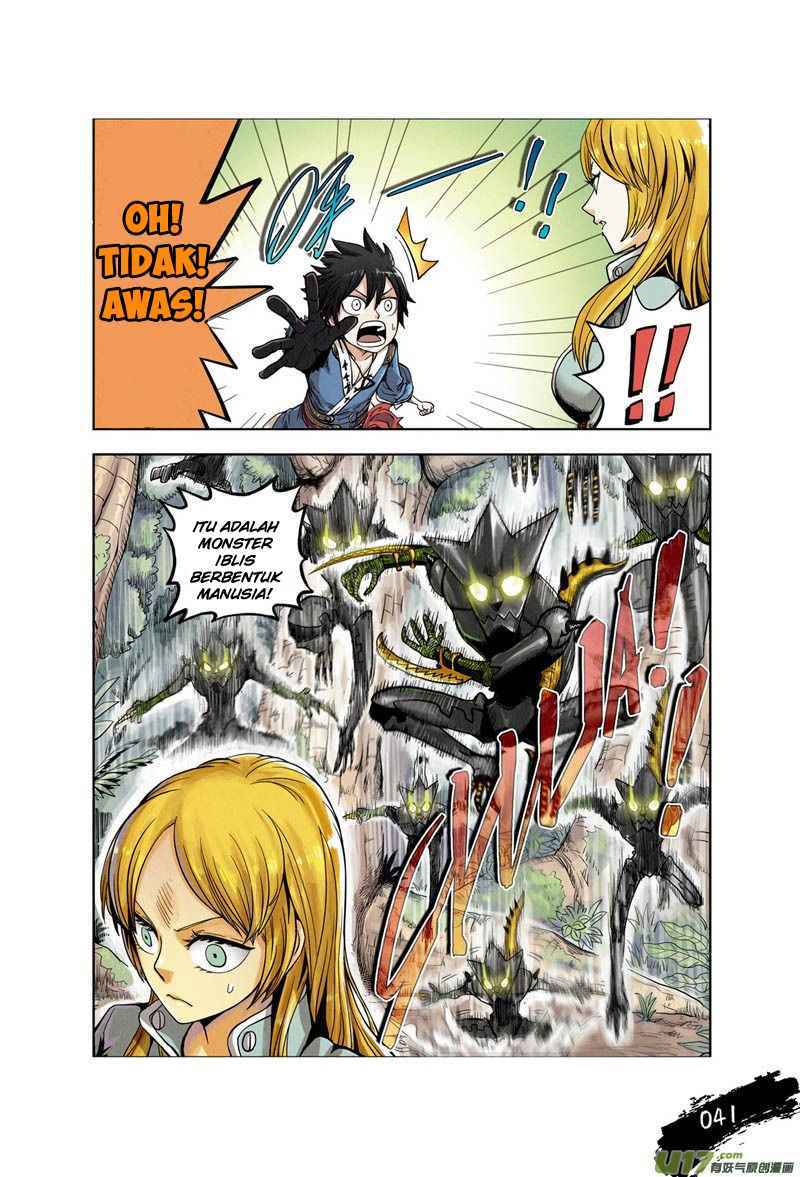 OH!
TIDAK!
AWAS!
!!
!!
ITU ADALAH
MONSTER
IBLIS
BERBENTUK
MANUSIA!
041
U17.com
有妖气原创漫画